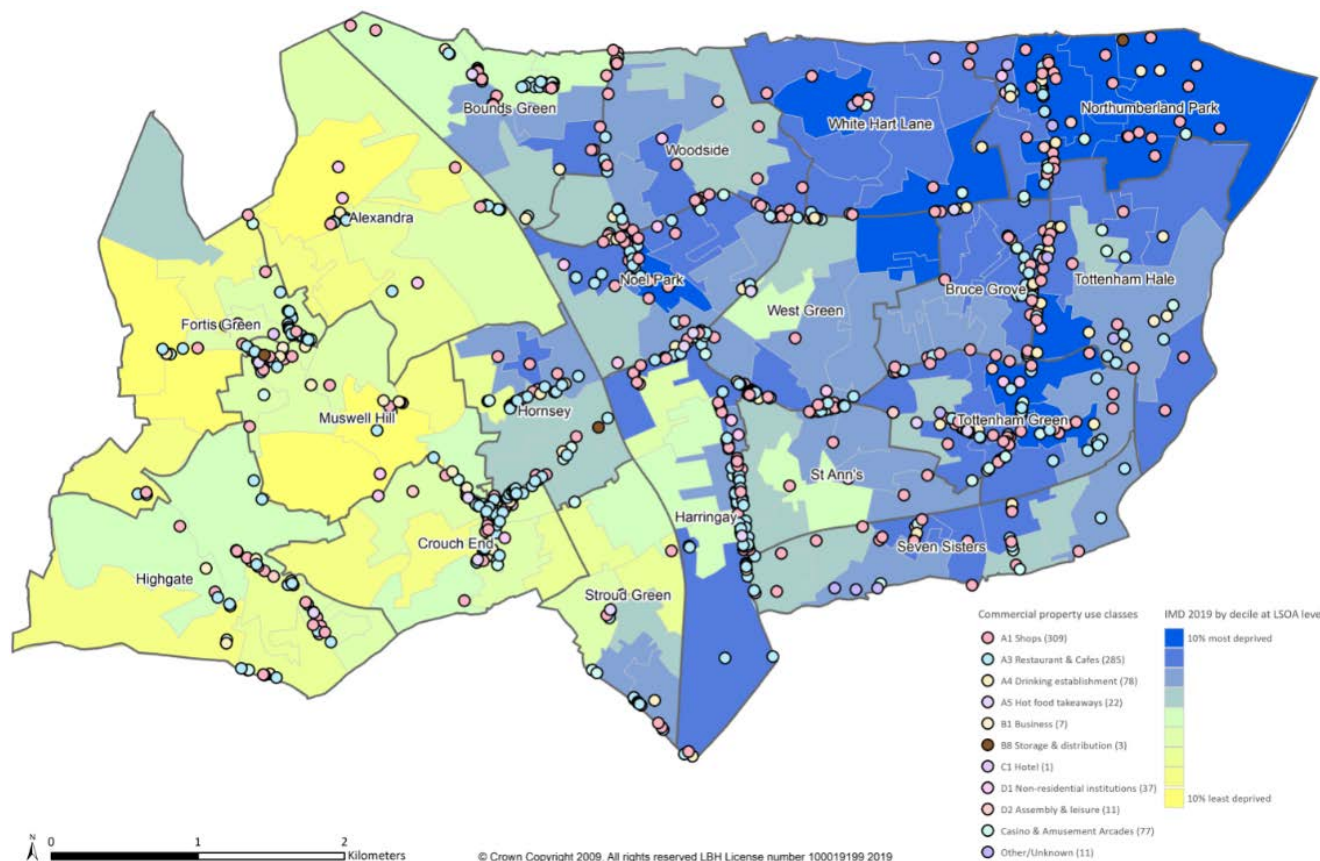 Bounds Green
Northumberland Park
White Hart Lane
Woodside
Alexandra
Noel Park
Bruce Grove
Tottenham Hale
Fortis Green
West Green
Muswell Hill
Hornsey
Tottenham Green
St Ann's
Harringay
Crouch End
Seven Sisters
Highgate
Stroud Green
Commercial property use classes
A1 Shops (309)
A3 Restaurant & Cafes (285)
A4 Drinking establishment (78)
A5 Hot food takeaways (22)
B1 Business (7)
B8 Storage & distribution (3)
C1 Hotel (1)
D1 Non-residential institutions (37)
D2 Assembly & leisure (11)
Casino & Amusement Arcades (77)
Other/Unknown (11)
IMD 2019 by decile at LSOA leve
10% most deprived
10% least deprived
N
0 1 2
Kilometers
© Crown Copyright 2009. All rights reserved LBH License number 100019199 2019